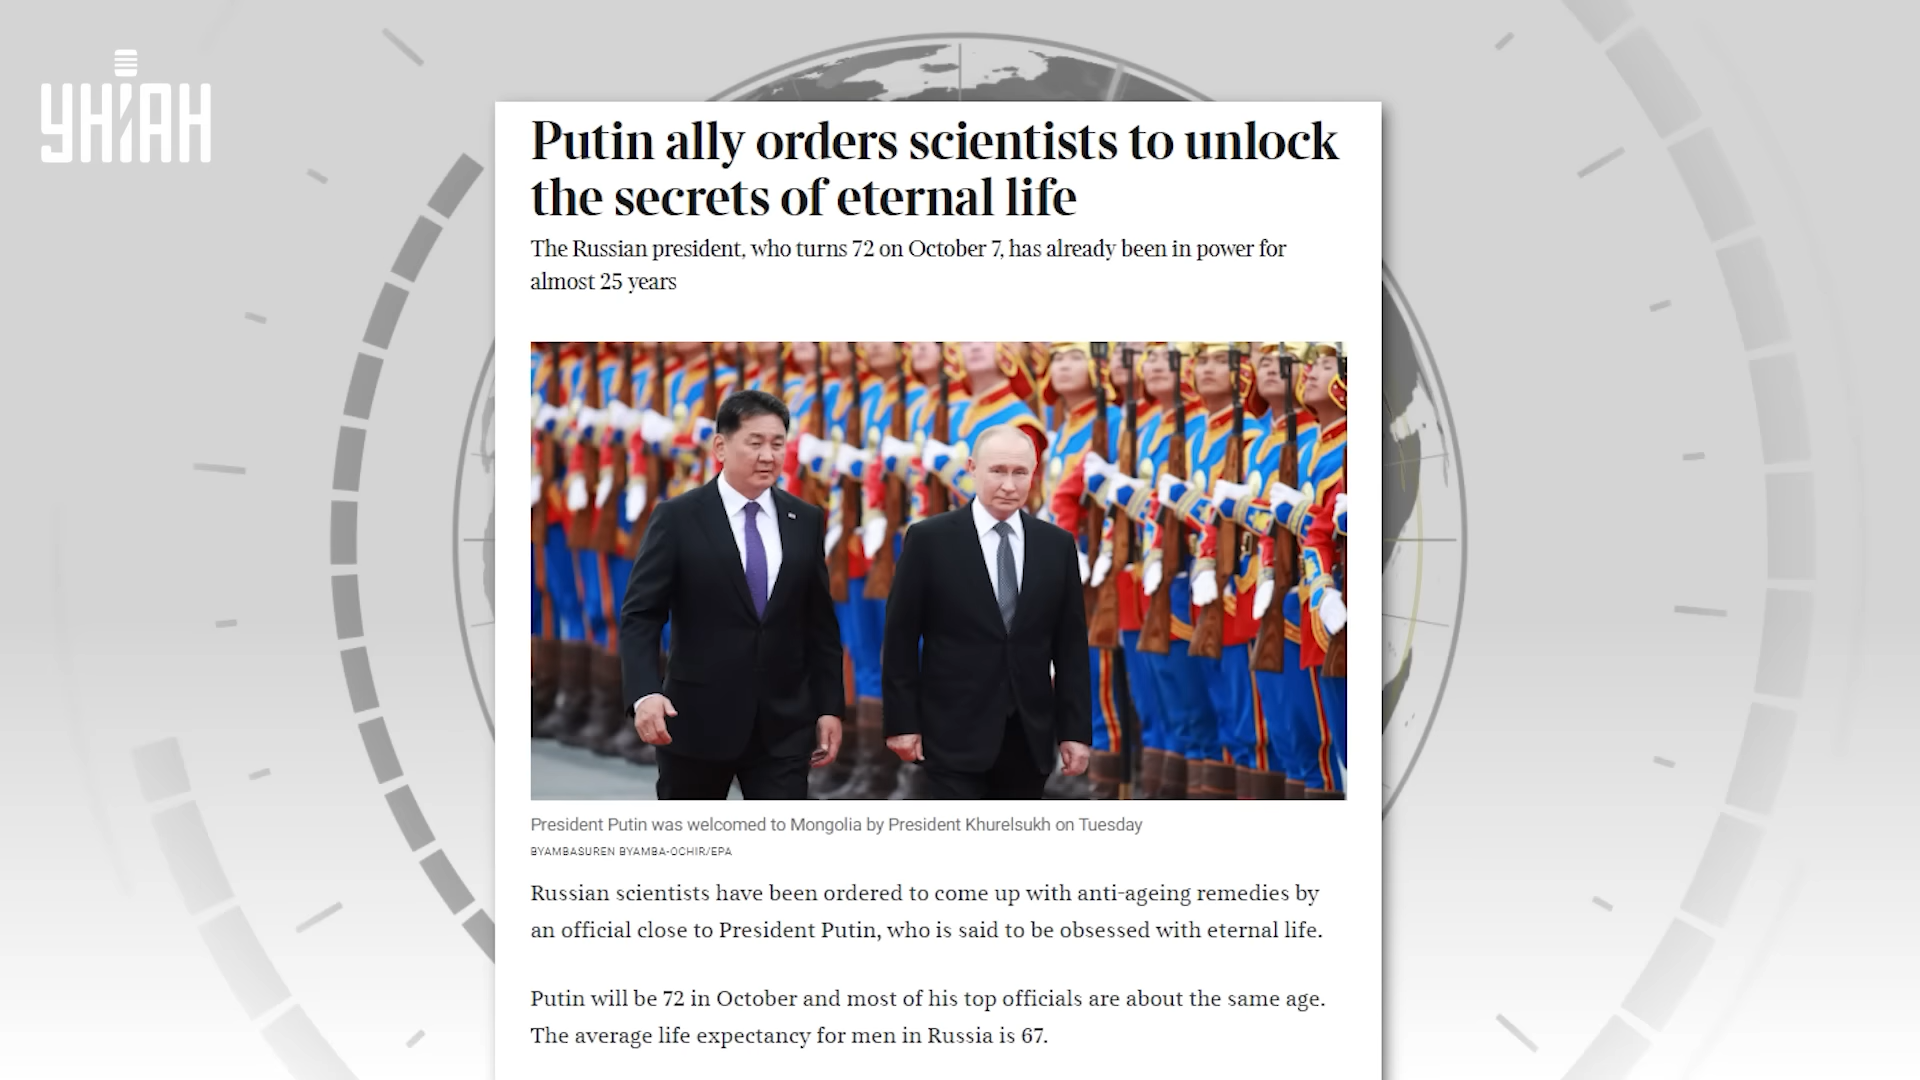 УНІАН
Putin ally orders scientists to unlock
the secrets of eternal life
The Russian president, who turns 72 on October 7, has already been in power for
almost 25 years
President Putin was welcomed to Mongolia by President Khurelsukh on Tuesday
BYAMBASUREN BYAMBA-OCHIR/EPA
Russian scientists have been ordered to come up with anti-ageing remedies by
an official close to President Putin, who is said to be obsessed with eternal life.
Putin will be 72 in October and most of his top officials are about the same age.
The average life expectancy for men in Russia is 67.